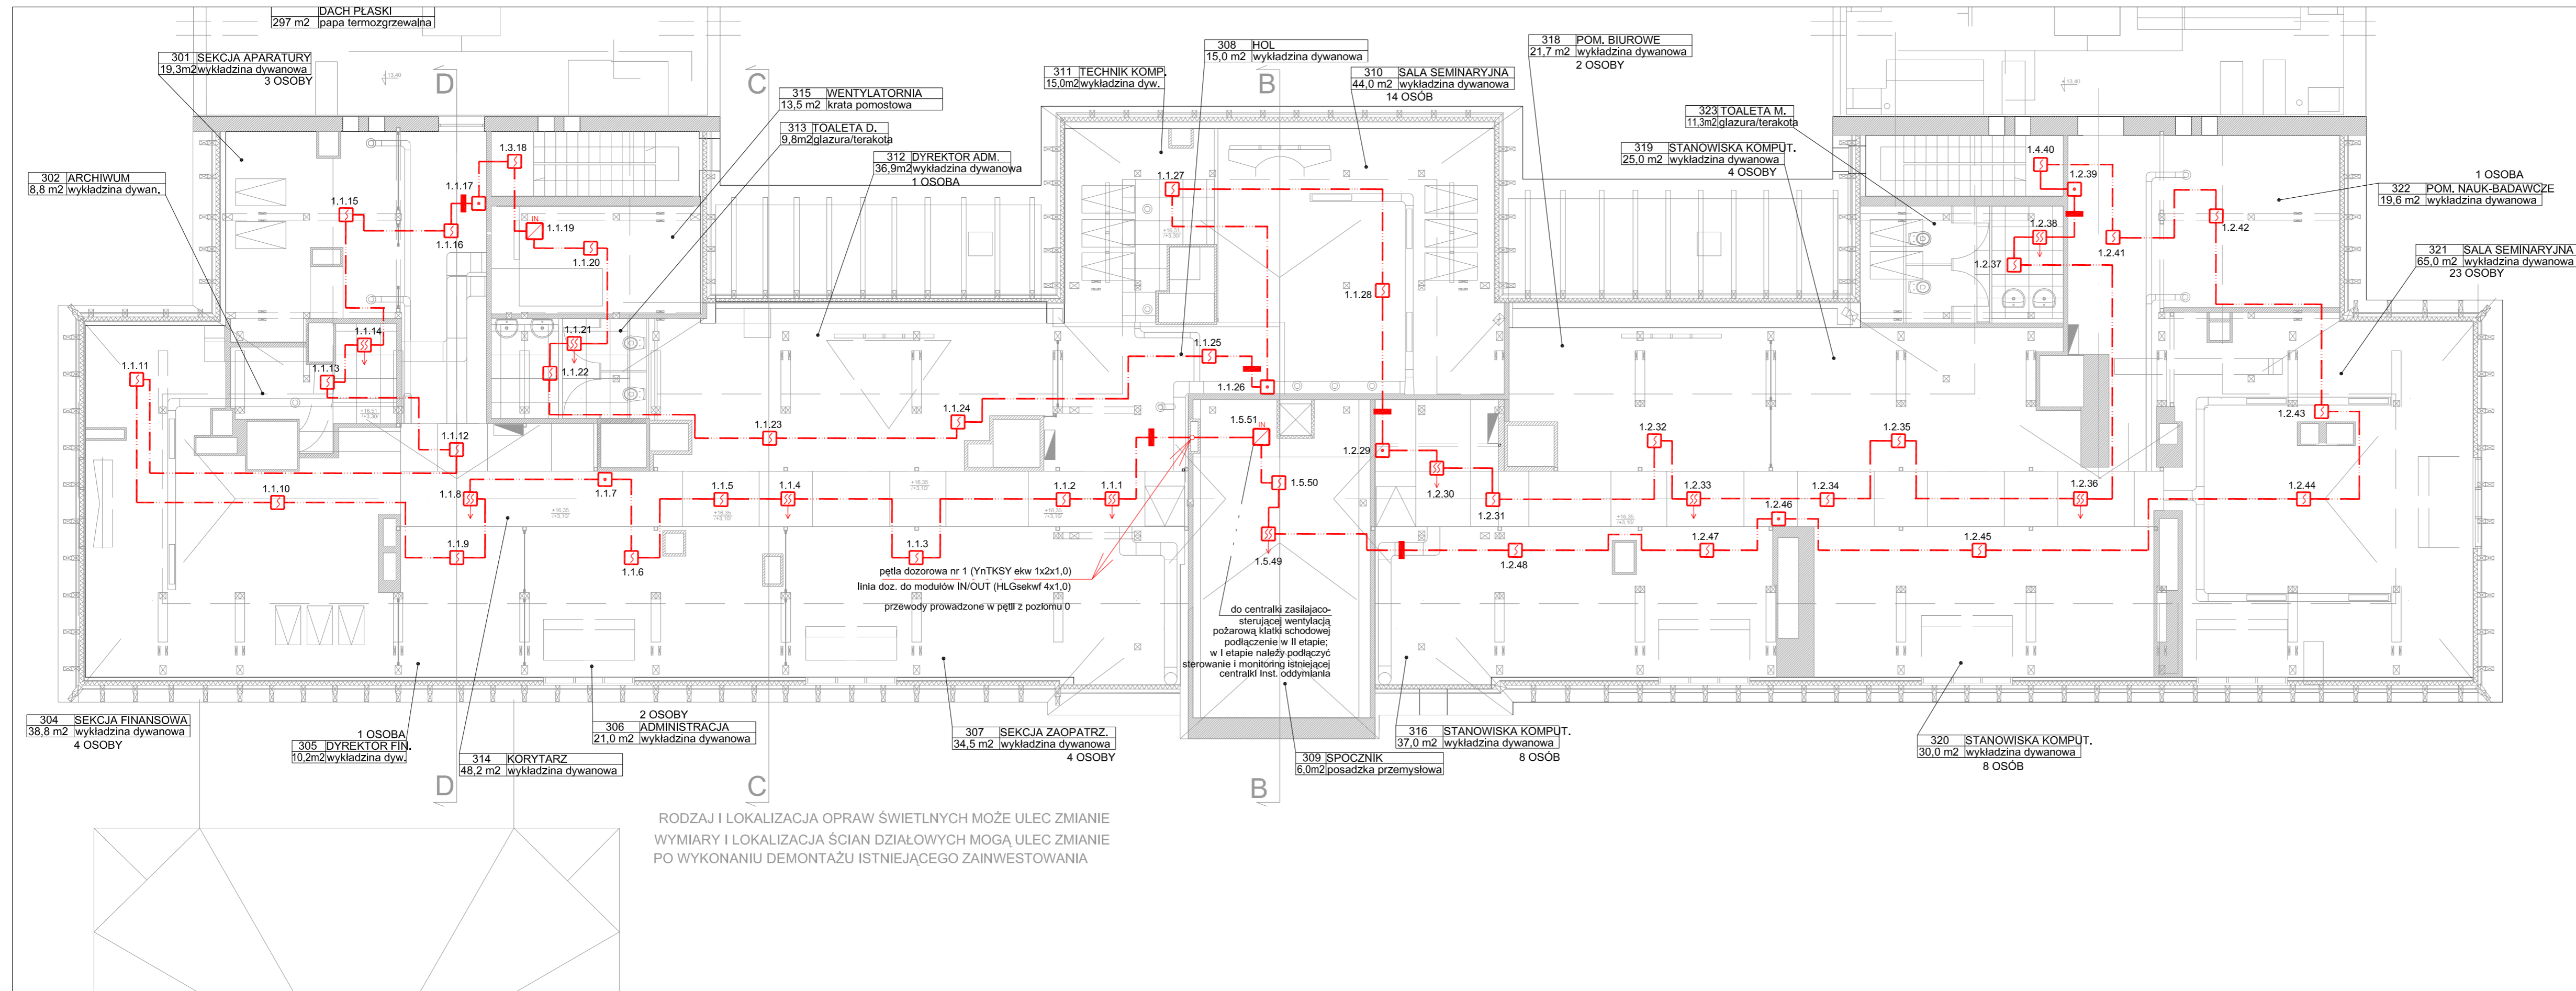 DACH PŁASKI
297 m2 papa termozgrzewalna
301 SEKCJA APARATURY
19,3m2 wykładzina dywanowa
3 OSOBY
302 ARCHIWUM
8,8 m2 wykładzina dywan.
315 WENTYLATORNIA
13,5 m2 krata pomostowa
313 TOALETA D.
9,8m2 glazura/terakota
312 DYREKTOR ADM.
36,9m2 wykładzina dywanowa
1 OSOBA
311 TECHNIK KOMP.
15,0m2 wykładzina dyw.
308 HOL
15,0 m2 wykładzina dywanowa
310 SALA SEMINARYJNA
44,0 m2 wykładzina dywanowa
14 OSÓB
318 POM. BIUROWE
21,7 m2 wykładzina dywanowa
2 OSOBY
323 TOALETA M.
11,3m2 glazura/terakota
319 STANOWISKA KOMPUT.
25,0 m2 wykładzina dywanowa
4 OSOBY
1 OSOBA
322 POM. NAUK-BADAWCZE
19,6 m2 wykładzina dywanowa
321 SALA SEMINARYJNA
65,0 m2 wykładzina dywanowa
23 OSOBY
D
C
B
+13,40
+13,40
1.3.18
1.1.17
1.1.15
1.1.16
IN
1.1.19
1.1.20
1.1.14
1.1.13
1.1.11
1.1.12
1.1.21
1.1.22
1.1.23
1.1.24
1.1.25
1.1.26
1.1.27
1.1.28
1.4.40
1.2.39
1.2.38
1.2.37
1.2.41
1.2.42
1.2.43
1.2.29
1.2.30
1.2.31
1.2.32
1.2.33
1.2.34
1.2.35
1.2.36
1.2.44
1.2.45
1.2.46
1.2.47
1.2.48
1.5.51
IN
1.5.50
1.5.49
1.1.10
1.1.8
1.1.7
1.1.5
1.1.4
1.1.2
1.1.1
1.1.9
1.1.6
1.1.3
+16,51
+16,35
+16,35
+16,35
+16,35
pętla dozorowa nr 1 (YnTKSY ekw 1x2x1,0)
linia doz. do modułów IN/OUT (HLGsekwf 4x1,0)
przewody prowadzone w pętli z poziomu 0
do centralki zasilajaco-
sterującej wentylacją
pożarową klatki schodowej
podłączenie w II etapie;
w I etapie należy podłączyć
sterowanie i monitoring istniejącej
centralki inst. oddymiania
304 SEKCJA FINANSOWA
38,8 m2 wykładzina dywanowa
4 OSOBY
1 OSOBA
305 DYREKTOR FIN.
10,2m2 wykładzina dyw.
314 KORYTARZ
48,2 m2 wykładzina dywanowa
2 OSOBY
306 ADMINISTRACJA
21,0 m2 wykładzina dywanowa
307 SEKCJA ZAOPATRZ.
34,5 m2 wykładzina dywanowa
4 OSOBY
309 SPOCZNIK
6,0m2 posadzka przemysłowa
316 STANOWISKA KOMPUT.
37,0 m2 wykładzina dywanowa
8 OSÓB
320 STANOWISKA KOMPUT.
30,0 m2 wykładzina dywanowa
8 OSÓB
D
C
B
RODZAJ I LOKALIZACJA OPRAW ŚWIETLNYCH MOŻE ULEC ZMIANIE
WYMIARY I LOKALIZACJA ŚCIAN DZIAŁOWYCH MOGĄ ULEC ZMIANIE
PO WYKONANIU DEMONTAŻU ISTNIEJĄCEGO ZAINWESTOWANIA